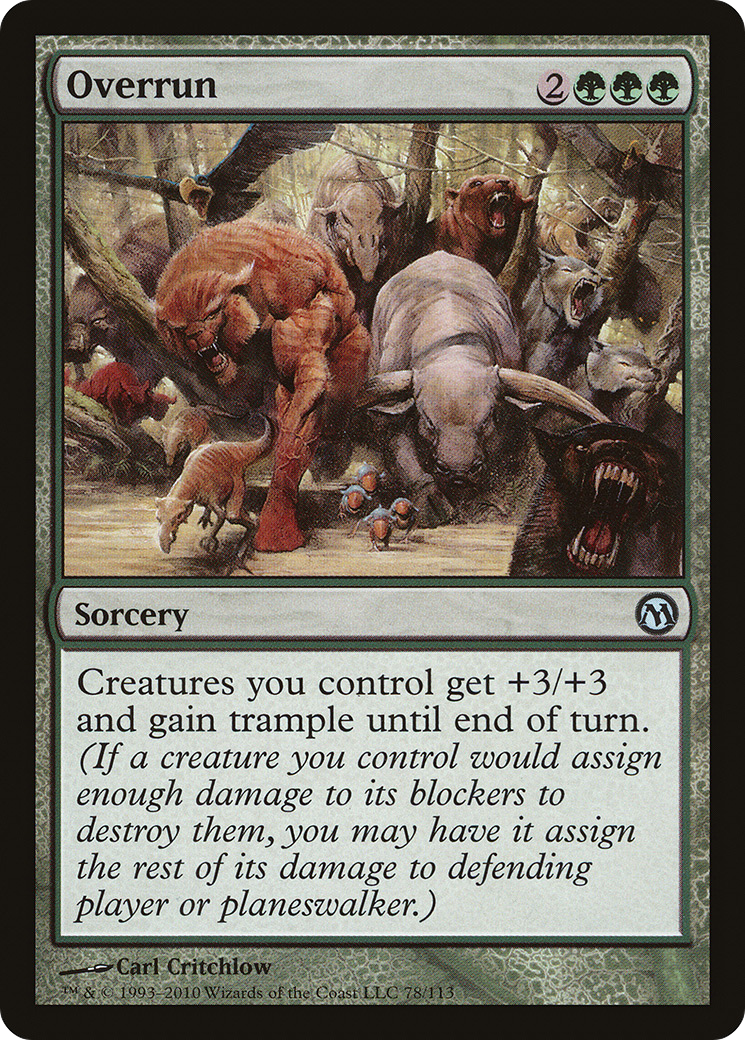 Overrun 2
Sorcery
Creatures you control get +3/+3
and gain trample until end of turn.
(If a creature you control would assign
enough damage to its blockers to
destroy them, you may have it assign
the rest of its damage to defending
player or planeswalker.)
Carl Critchlow
™ & © 1993–2010 Wizards of the Coast LLC 78/113